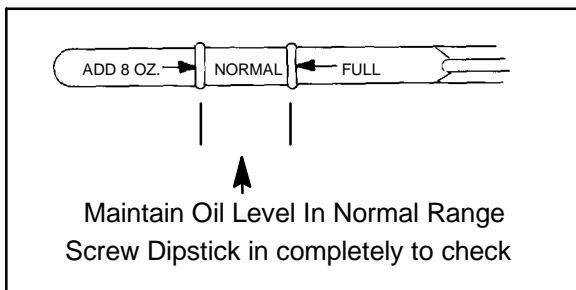 ADD 8 OZ. NORMAL FULL
Maintain Oil Level In Normal Range
Screw Dipstick in completely to check